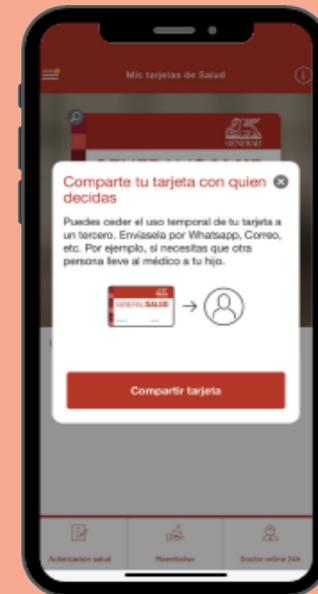 Mis tarjetas de Salud
GENERALI
Comparte tu tarjeta con quien
decidas
Puedes ceder el uso temporal de tu tarjeta a
un tercero. Envíasela por Whatsapp, Correo,
etc. Por ejemplo, si necesitas que otra
persona lleve al médico a tu hijo.
GENERALI SALUD
Compartir tarjeta
Autorización salud
Reembolso
Doctor online 24h